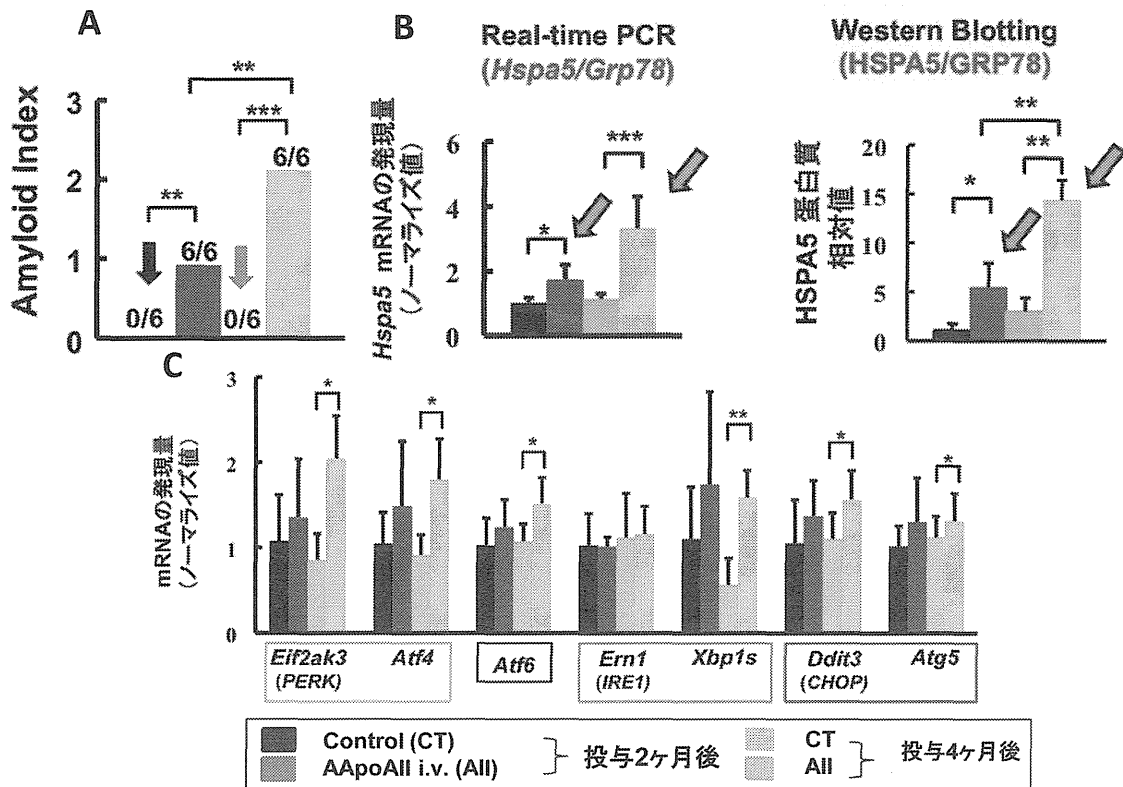 A
Amyloid Index
3
2
1
0
**
**
***
0/6
6/6
0/6
6/6
B
Real-time PCR
(Hspa5/Grp78)
Hspa5 mRNAの発現量
(ノーマライズ値)
6
4
2
0
*
***
Western Blotting
(HSPA5/GRP78)
HSPA5 蛋白質
相対値
20
15
10
5
0
*
**
**
C
mRNAの発現量
(ノーマライズ値)
3
2
1
0
*
*
*
**
*
*
Eif2ak3
(PERK)
Atf4
Atf6
Ern1
(IRE1)
Xbp1s
Ddit3
(CHOP)
Atg5
Control (CT)
AApoAII i.v. (AII)
投与2ヶ月後
CT
AII
投与4ヶ月後